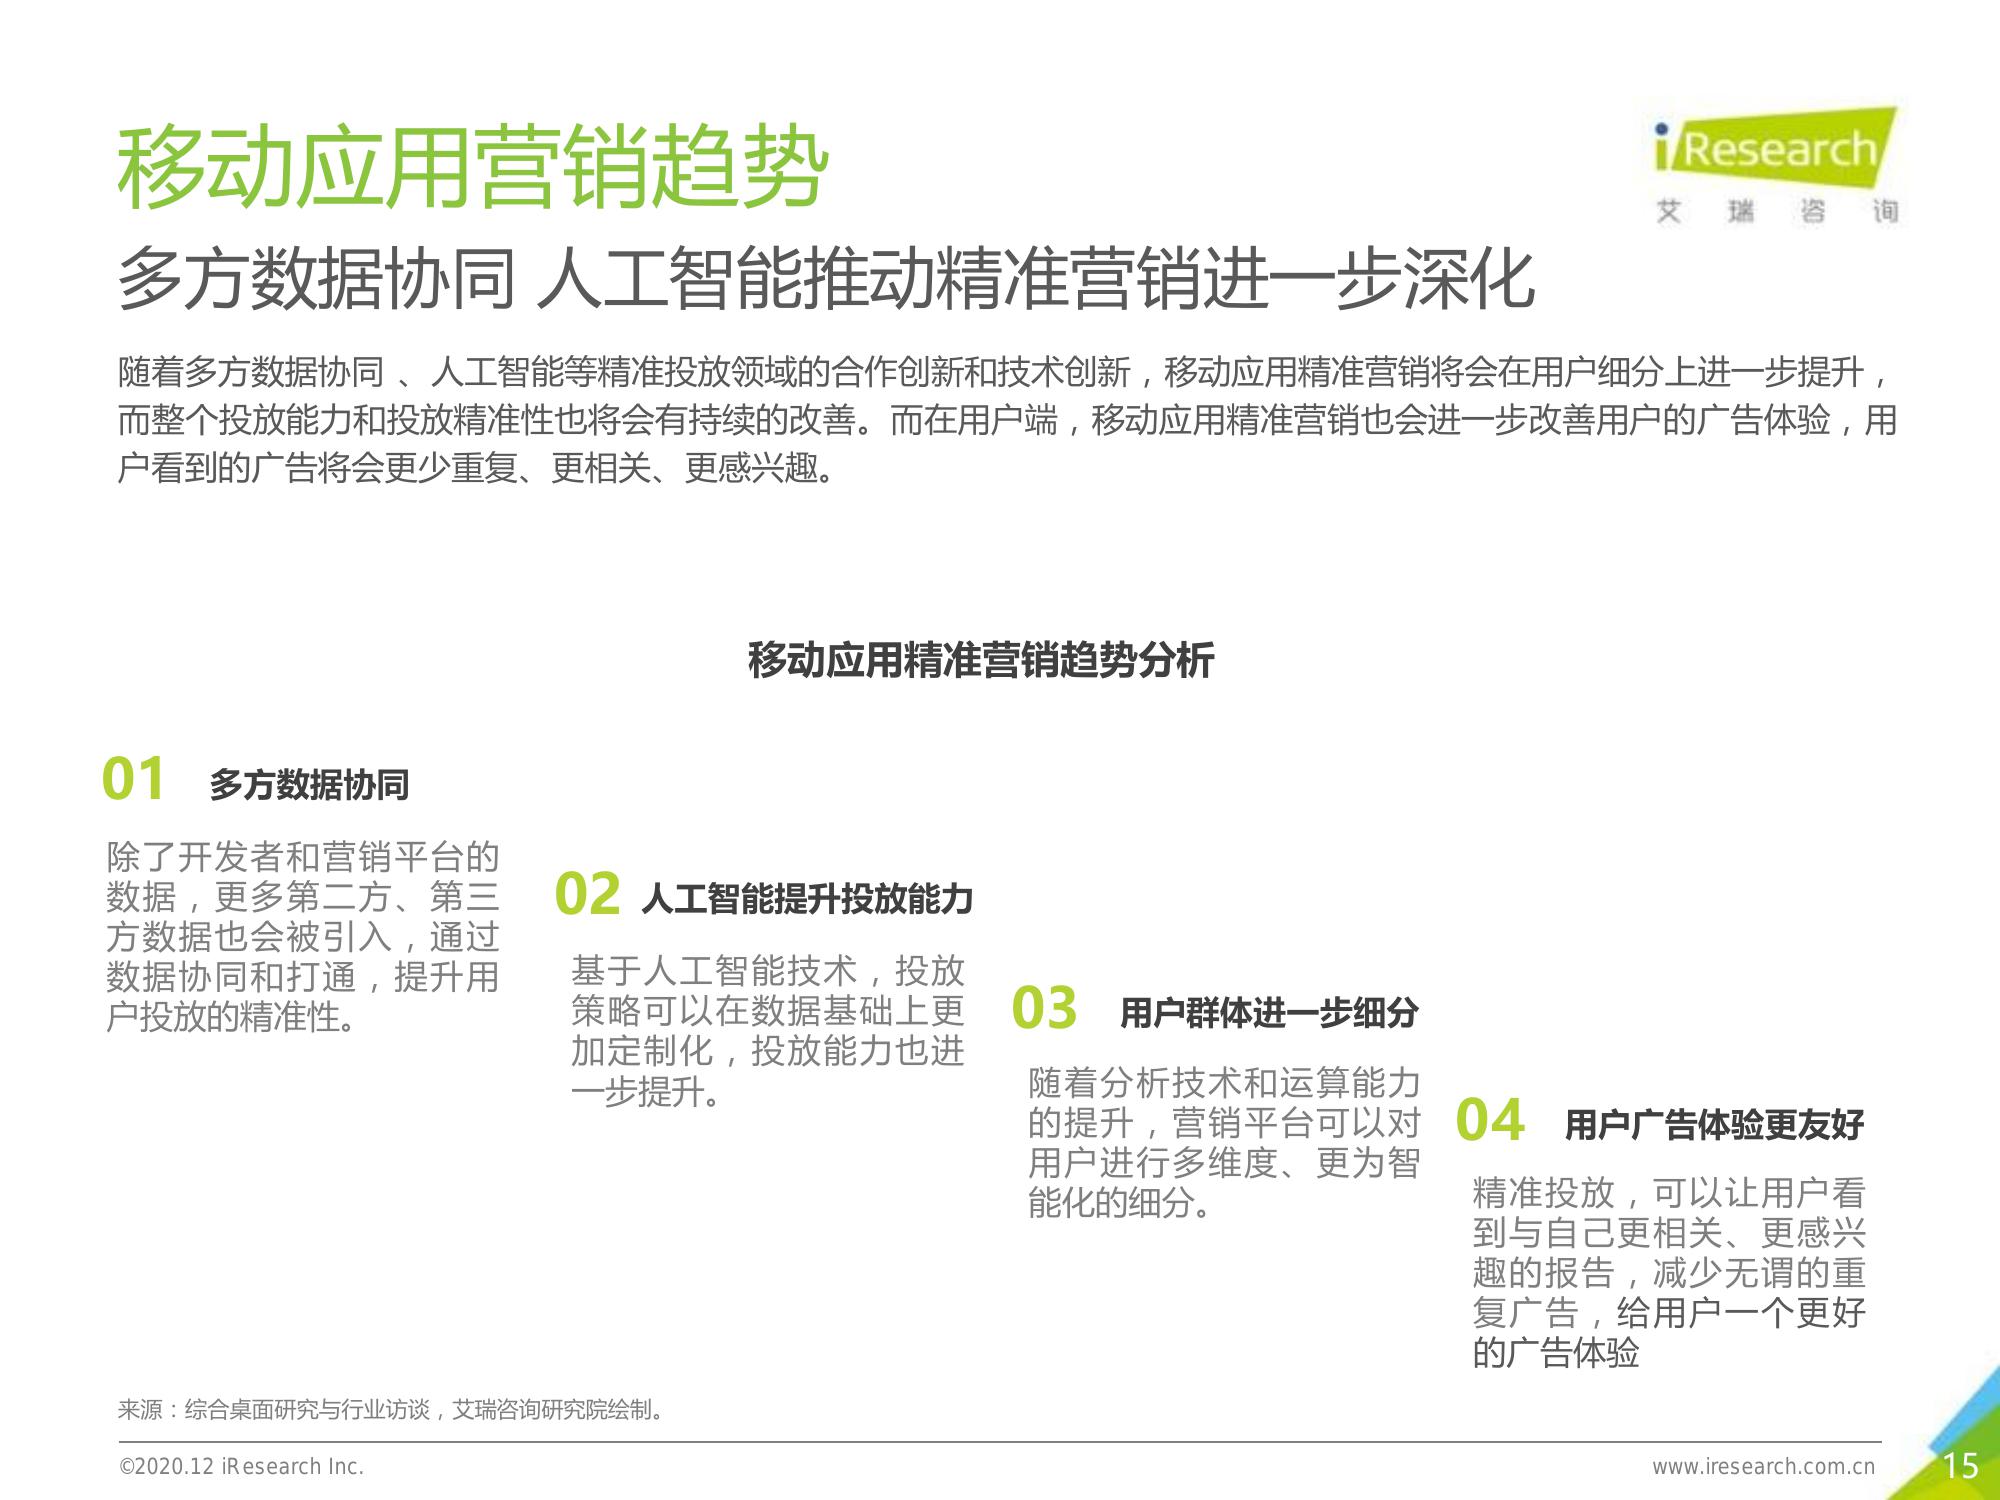 移动应用营销趋势
iResearch
艾瑞咨询
多方数据协同 人工智能推动精准营销进一步深化
随着多方数据协同 、人工智能等精准投放领域的合作创新和技术创新，移动应用精准营销将会在用户细分上进一步提升，
而整个投放能力和投放精准性也将会有持续的改善。而在用户端，移动应用精准营销也会进一步改善用户的广告体验，用
户看到的广告将会更少重复、更相关、更感兴趣。
移动应用精准营销趋势分析
01 多方数据协同
除了开发者和营销平台的
数据，更多第二方、第三
方数据也会被引入，通过
数据协同和打通，提升用
户投放的精准性。
02 人工智能提升投放能力
基于人工智能技术，投放
策略可以在数据基础上更
加定制化，投放能力也进
一步提升。
03 用户群体进一步细分
随着分析技术和运算能力
的提升，营销平台可以对
用户进行多维度、更为智
能化的细分。
04 用户广告体验更友好
精准投放，可以让用户看
到与自己更相关、更感兴
趣的报告，减少无谓的重
复广告，给用户一个更好
的广告体验
来源：综合桌面研究与行业访谈，艾瑞咨询研究院绘制。
©2020.12 iResearch Inc.
www.iresearch.com.cn
15